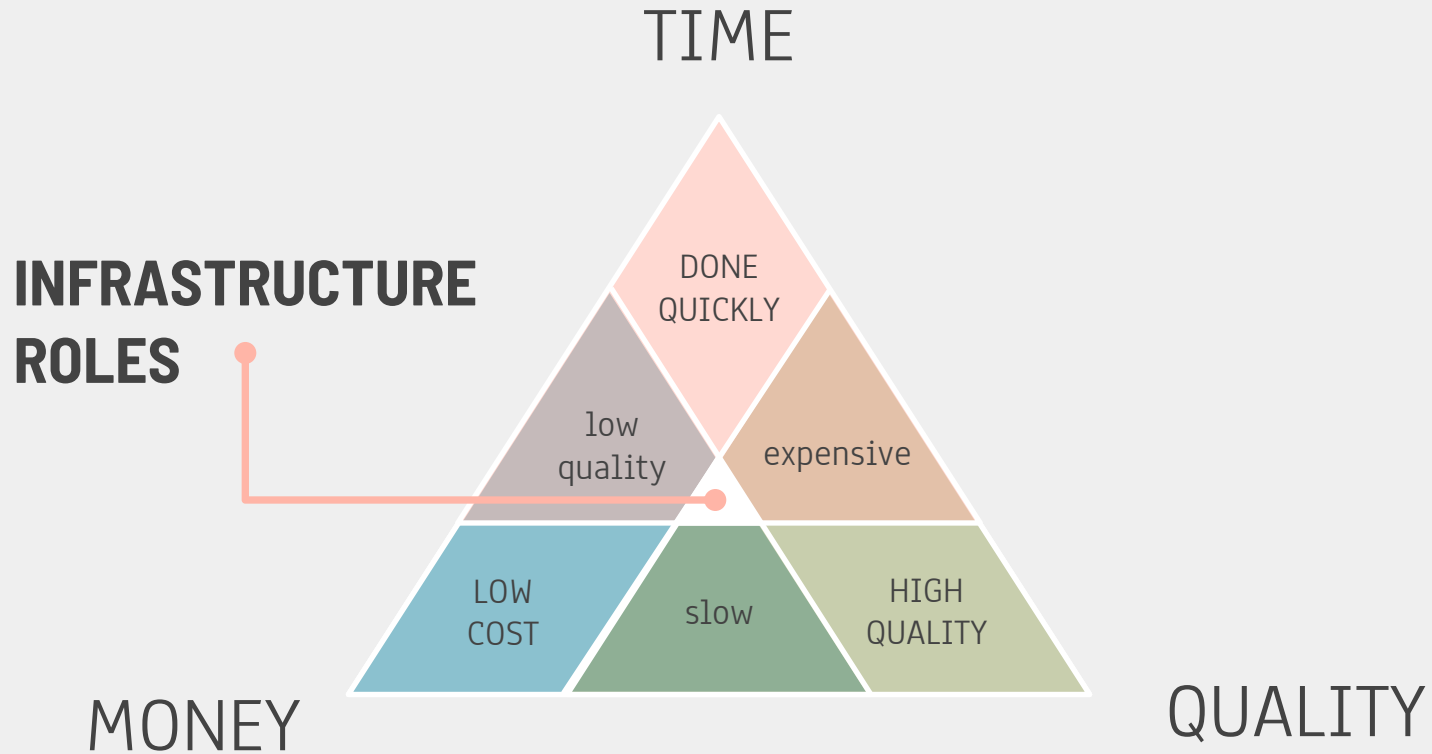 TIME
INFRASTRUCTURE
ROLES
DONE
QUICKLY
low
quality
expensive
LOW
COST
slow
HIGH
QUALITY
MONEY
QUALITY